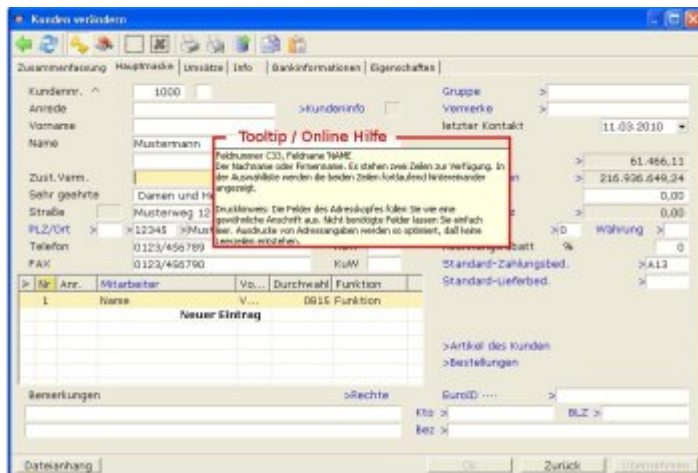 Kunden verändern
Zusammenfassung Hauptmaske Umsätze Info Bankinformationen Eigenschaften
Kundennr. ^ 1000
Anrede >Kundeninfo
Vorname
Name Mustermann
Zust.Verm.
Sehr geehrte Damen und
Straße Musterweg 12
PLZ/Ort > >12345
Telefon 0123/456789
FAX 0123/456790 KuW
Gruppe >
Vermerke >
letzter Kontakt 11.03.2010
> 61.466,11
> 216.936.649,24
0,00
> 0,00
>0 Währung >
% 0
Standard-Zahlungsbed. >A13
Standard-Lieferbed. >
Tooltip / Online Hilfe
Feldnummer C33, Feldname 'NAME
Der Nachname oder Firmenname. Es stehen zwei Zeilen zur Verfügung. In
der Auswahlliste werden die beiden Zeilen fortlaufend hintereinander
angezeigt.
Druckhinweis: Die Felder des Adresskopfes füllen Sie wie eine
gewöhnliche Anschrift aus. Nicht benötigte Felder lassen Sie einfach
leer. Ausdrucke von Adressangaben werden so optimiert, daß keine
Leerzeilen entstehen.
> Nr Anr. Mitarbeiter Vo... Durchwahl Funktion
1 Name V... 0815 Funktion
Neuer Eintrag
>Artikel des Kunden
>Bestellungen
Bemerkungen >Rechte
EuroID ---- >
Kto > BLZ >
Bez >
Dateianhang Ok Zurück Übernehmen